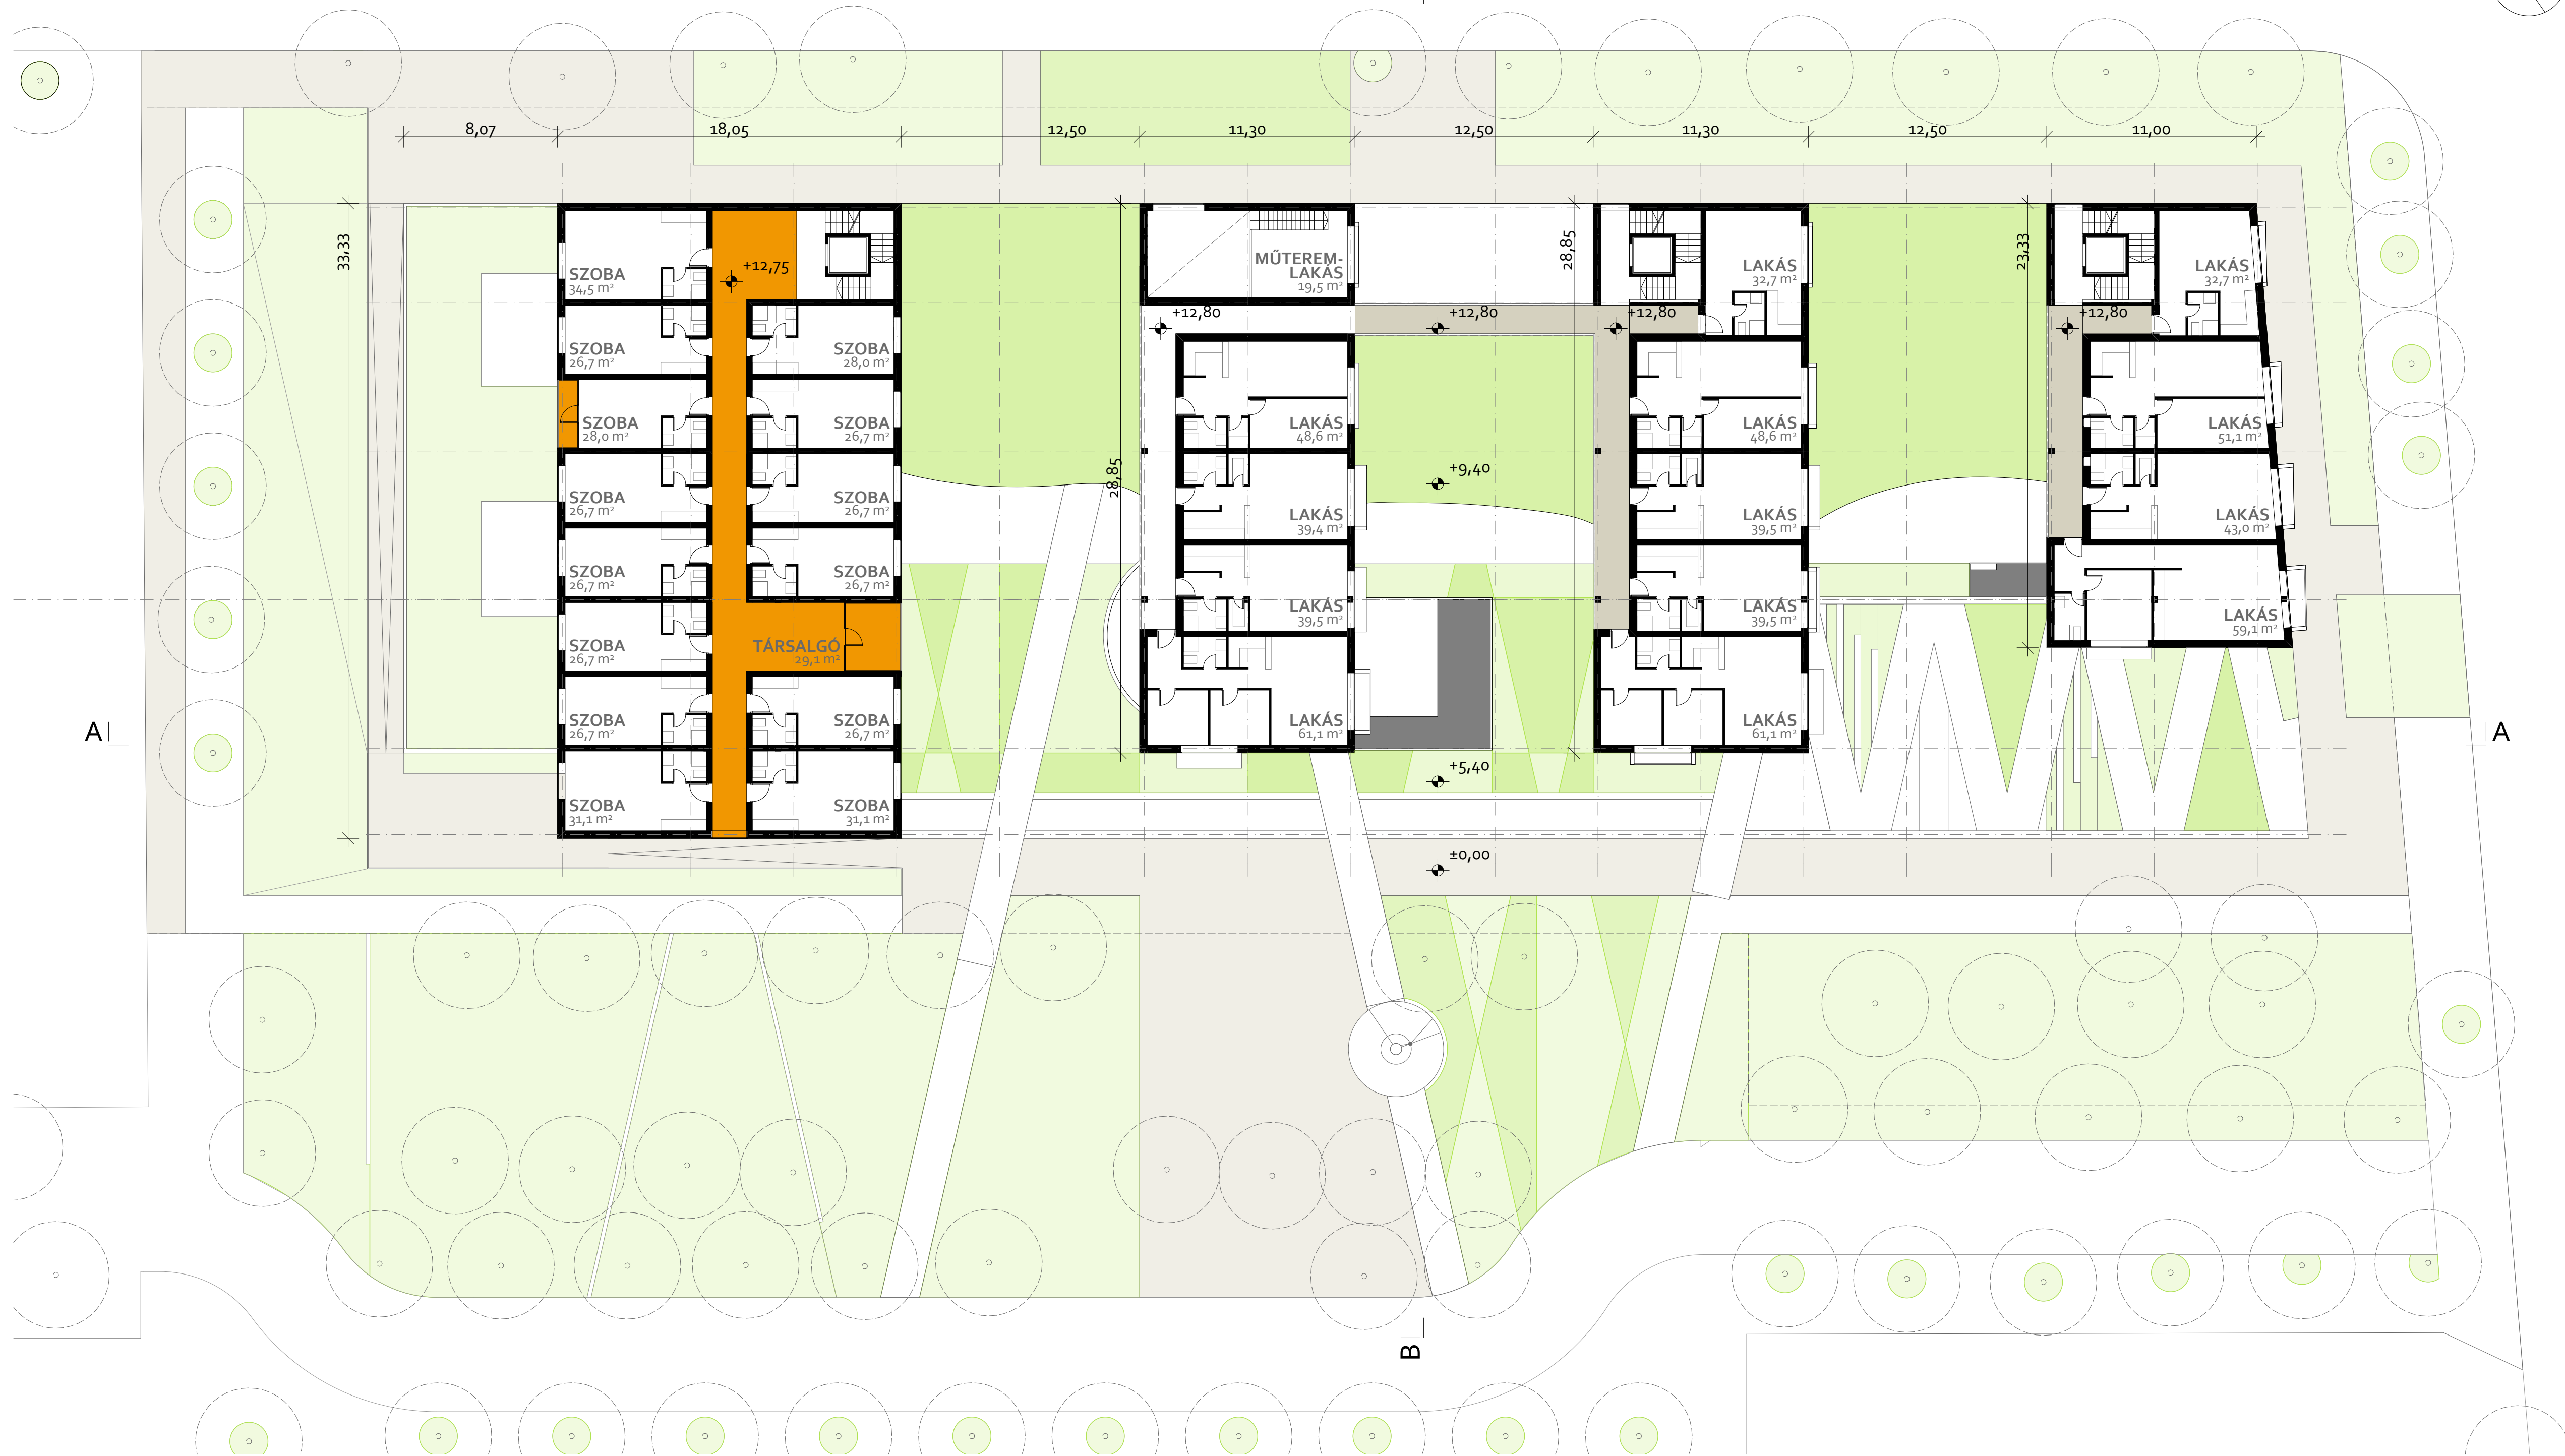 8,07
18,05
12,50
11,30
12,50
11,30
12,50
11,00
33,33
28,85
28,85
23,33
SZOBA
34,5 m²
+12,75
SZOBA
26,7 m²
SZOBA
28,0 m²
SZOBA
28,0 m²
SZOBA
26,7 m²
SZOBA
26,7 m²
SZOBA
26,7 m²
SZOBA
26,7 m²
SZOBA
26,7 m²
SZOBA
26,7 m²
TÁRSALGÓ
29,1 m²
SZOBA
26,7 m²
SZOBA
26,7 m²
SZOBA
31,1 m²
SZOBA
31,1 m²
MŰTEREM-
LAKÁS
19,5 m²
+12,80
+12,80
+12,80
+12,80
LAKÁS
48,6 m²
LAKÁS
39,4 m²
LAKÁS
39,5 m²
LAKÁS
61,1 m²
+9,40
+5,40
±0,00
LAKÁS
32,7 m²
LAKÁS
48,6 m²
LAKÁS
39,5 m²
LAKÁS
39,5 m²
LAKÁS
61,1 m²
LAKÁS
32,7 m²
LAKÁS
51,1 m²
LAKÁS
43,0 m²
LAKÁS
59,1 m²
A
A
B